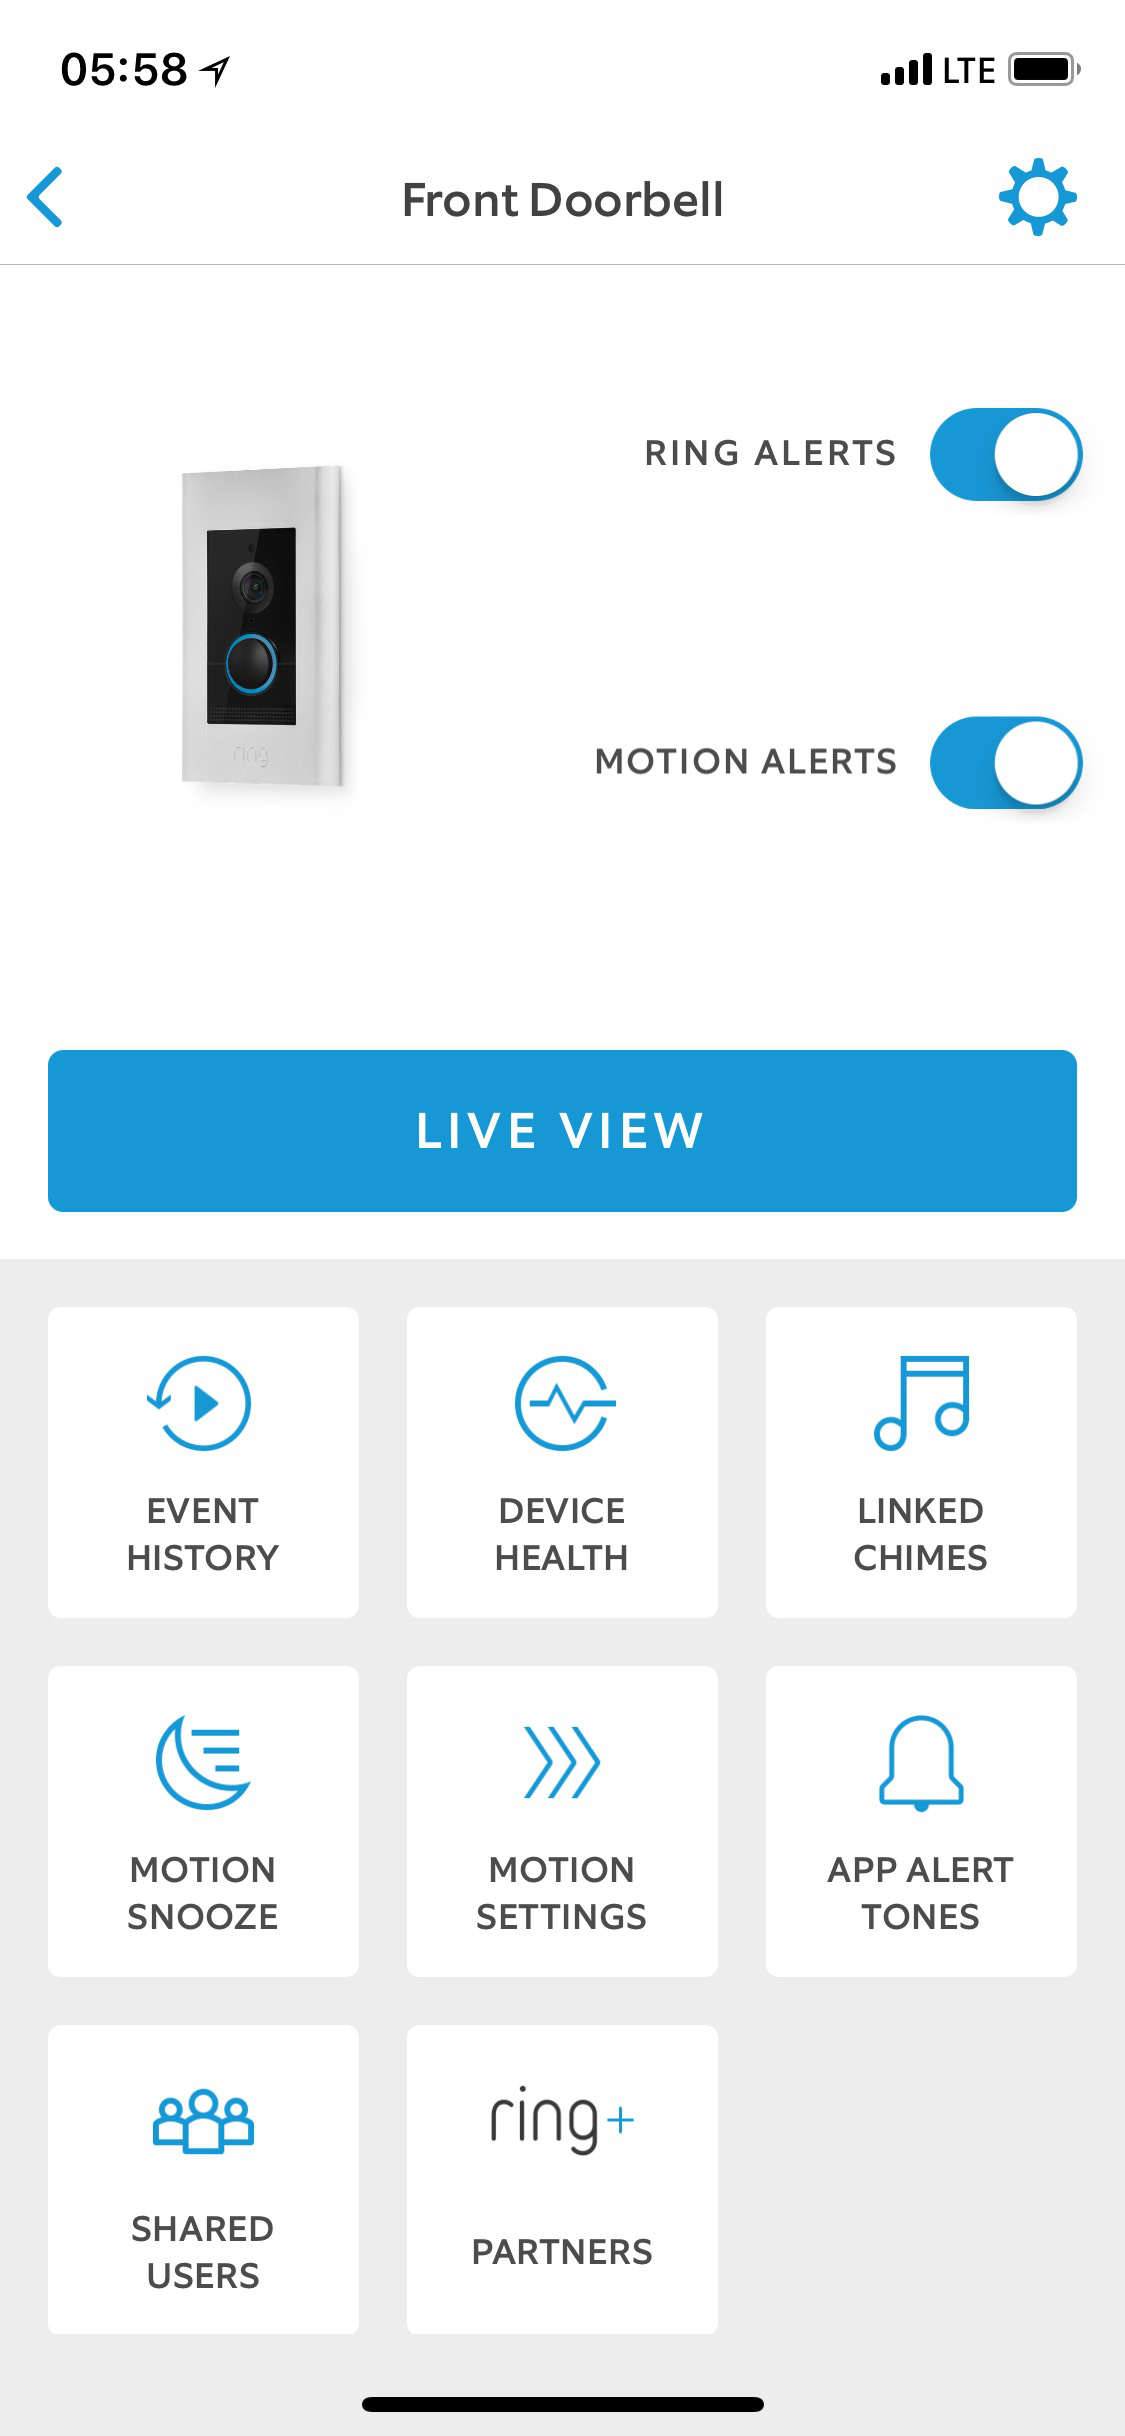 05:58
LTE
Front Doorbell
RING ALERTS
ring
MOTION ALERTS
LIVE VIEW
EVENT
HISTORY
DEVICE
HEALTH
LINKED
CHIMES
MOTION
SNOOZE
MOTION
SETTINGS
APP ALERT
TONES
SHARED
USERS
ring+
PARTNERS